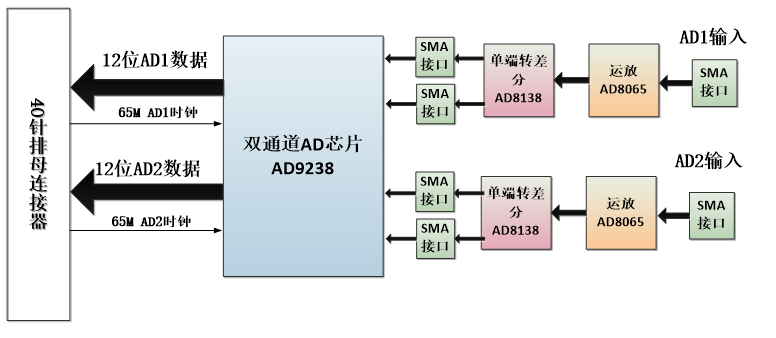 40针排母连接器
12位AD1数据
65M AD1时钟
12位AD2数据
65M AD2时钟
双通道AD芯片
AD9238
SMA
接口
SMA
接口
单端转差
分
AD8138
运放
AD8065
AD1输入
SMA
接口
SMA
接口
SMA
接口
单端转差
分
AD8138
运放
AD8065
AD2输入
SMA
接口